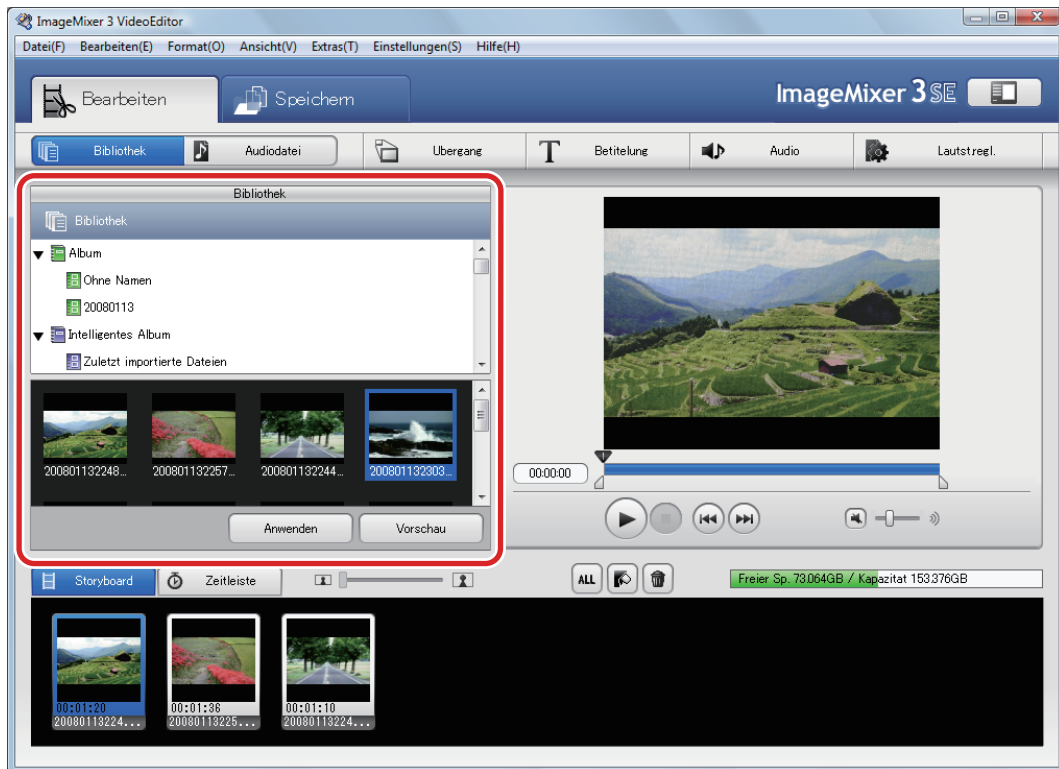 ImageMixer 3 VideoEditor
Datei(F) Bearbeiten(E) Format(O) Ansicht(V) Extras(T) Einstellungen(S) Hilfe(H)
Bearbeiten Speichern ImageMixer 3 SE
Bibliothek Audiodatei Ubergang T Betitelung Audio Lautstregl.
Bibliothek
Bibliothek
Album
Ohne Namen
20080113
Intelligentes Album
Zuletzt importierte Dateien
200801132248... 200801132257... 200801132244... 200801132303...
00:00:00
Anwenden Vorschau
Storyboard Zeitleiste ALL Freier Sp. 73.064GB / Kapazitat 153.376GB
00:01:20 00:01:36 00:01:10
20080113224... 20080113225... 20080113224...